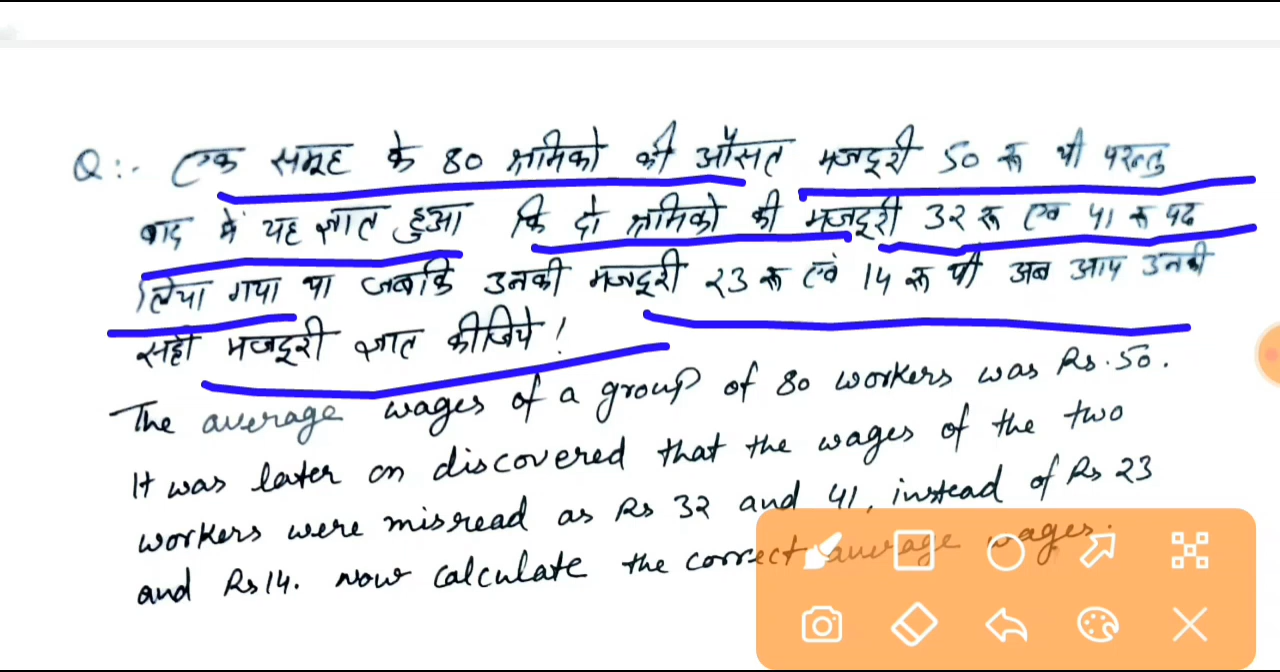 Q:- एक समूह के 80 श्रमिको की औसत मजदूरी 50 रू थी परन्तु
बाद में यह ज्ञात हुआ कि दो श्रमिको की मजदूरी 32 रू एवं 41 रू पढ
लिया गया था जबकि उनकी मजदूरी 23 रू एवं 14 रू थी अब आप उनकी
सही मजदूरी ज्ञात कीजिये!
The average wages of a group of 80 workers was Rs.50.
It was later on discovered that the wages of the two
workers were misread as Rs 32 and 41, instead of Rs 23
and Rs 14. Now calculate the correct average wages.